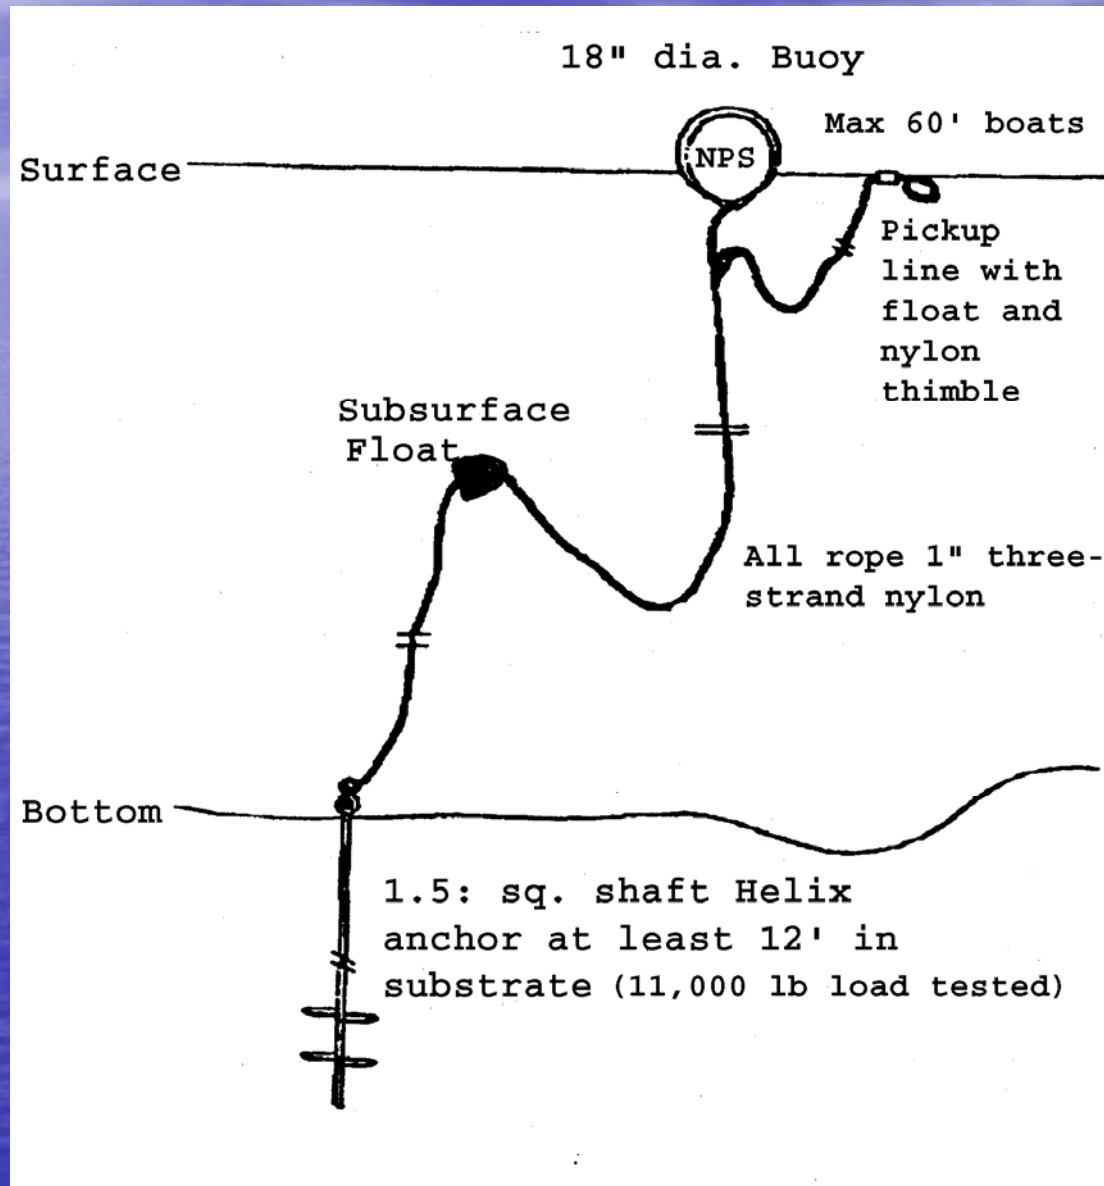 18" dia. Buoy
Max 60' boats
Surface
NPS
Pickup
line with
float and
nylon
thimble
Subsurface
Float
All rope 1" three-
strand nylon
Bottom
1.5: sq. shaft Helix
anchor at least 12' in
substrate (11,000 lb load tested)